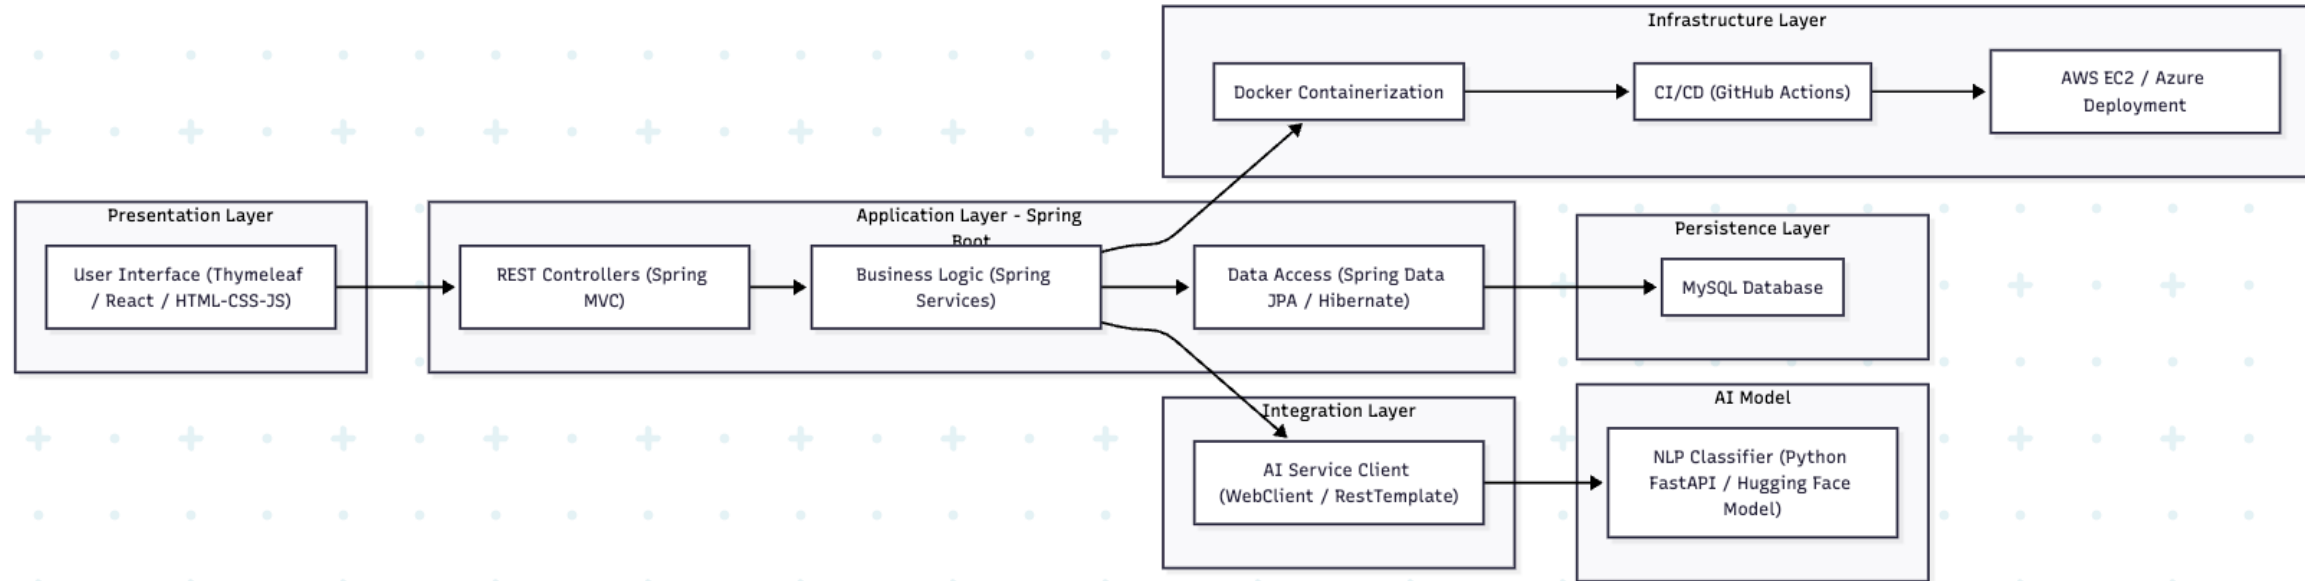 Infrastructure Layer
Docker Containerization
CI/CD (GitHub Actions)
AWS EC2 / Azure
Deployment
Presentation Layer
User Interface (Thymeleaf
/ React / HTML-CSS-JS)
Application Layer - Spring
Boot
REST Controllers (Spring
MVC)
Business Logic (Spring
Services)
Data Access (Spring Data
JPA / Hibernate)
Persistence Layer
MySQL Database
Integration Layer
AI Service Client
(WebClient / RestTemplate)
AI Model
NLP Classifier (Python
FastAPI / Hugging Face
Model)